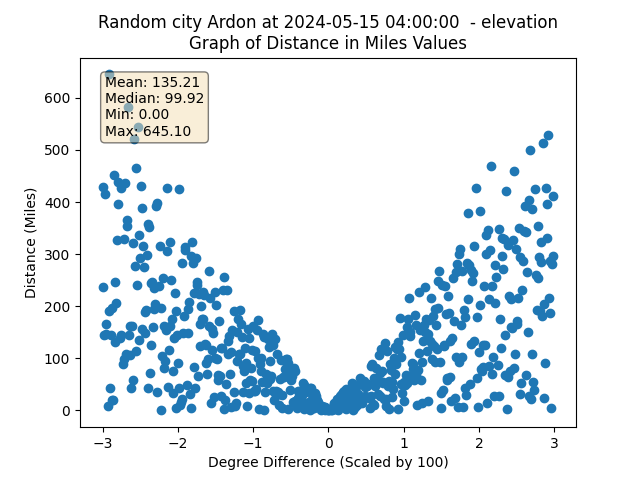 Random city Ardon at 2024-05-15 04:00:00  - elevation
Graph of Distance in Miles Values
Mean: 135.21
Median: 99.92
Min: 0.00
Max: 645.10
600
500
400
300
200
100
0
Distance (Miles)
−3 −2 −1 0 1 2 3
Degree Difference (Scaled by 100)